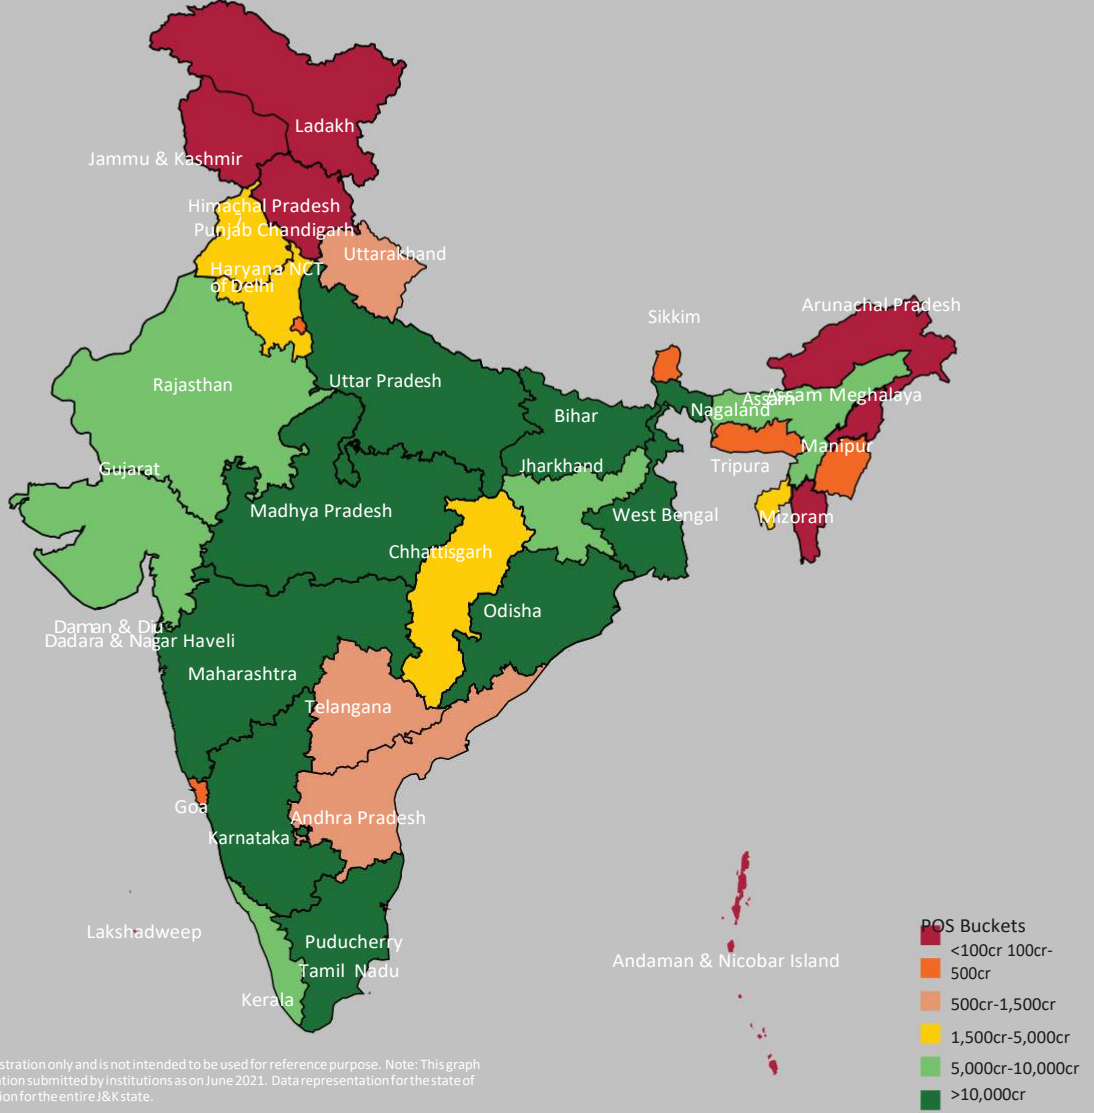 Ladakh
Jammu & Kashmir
Himachal Pradesh
7
Punjab Chandigarh
Uttarakhand
Haryana NCT
of Delhi
Arunachal Pradesh
Sikkim
Rajasthan
Uttar Pradesh
Assam
Assam Meghalaya
Nagaland
Bihar
Manipur
Gujarat
Jharkhand
Tripura
Madhya Pradesh
West Bengal
Mizoram
Chhattisgarh
Odisha
Daman & Diu
Dadara & Nagar Haveli
Maharashtra
Telangana
Goa
Andhra Pradesh
Karnataka
Lakshadweep
Puducherry
Tamil Nadu
Kerala
Andaman & Nicobar Island
POS Buckets
<100cr 100cr-
500cr
500cr-1,500cr
1,500cr-5,000cr
5,000cr-10,000cr
>10,000cr
stration only and is not intended to be used for reference purpose. Note: This graph
tion submitted by institutions as on June 2021. Data representation for the state of
ion for the entire J&K state.